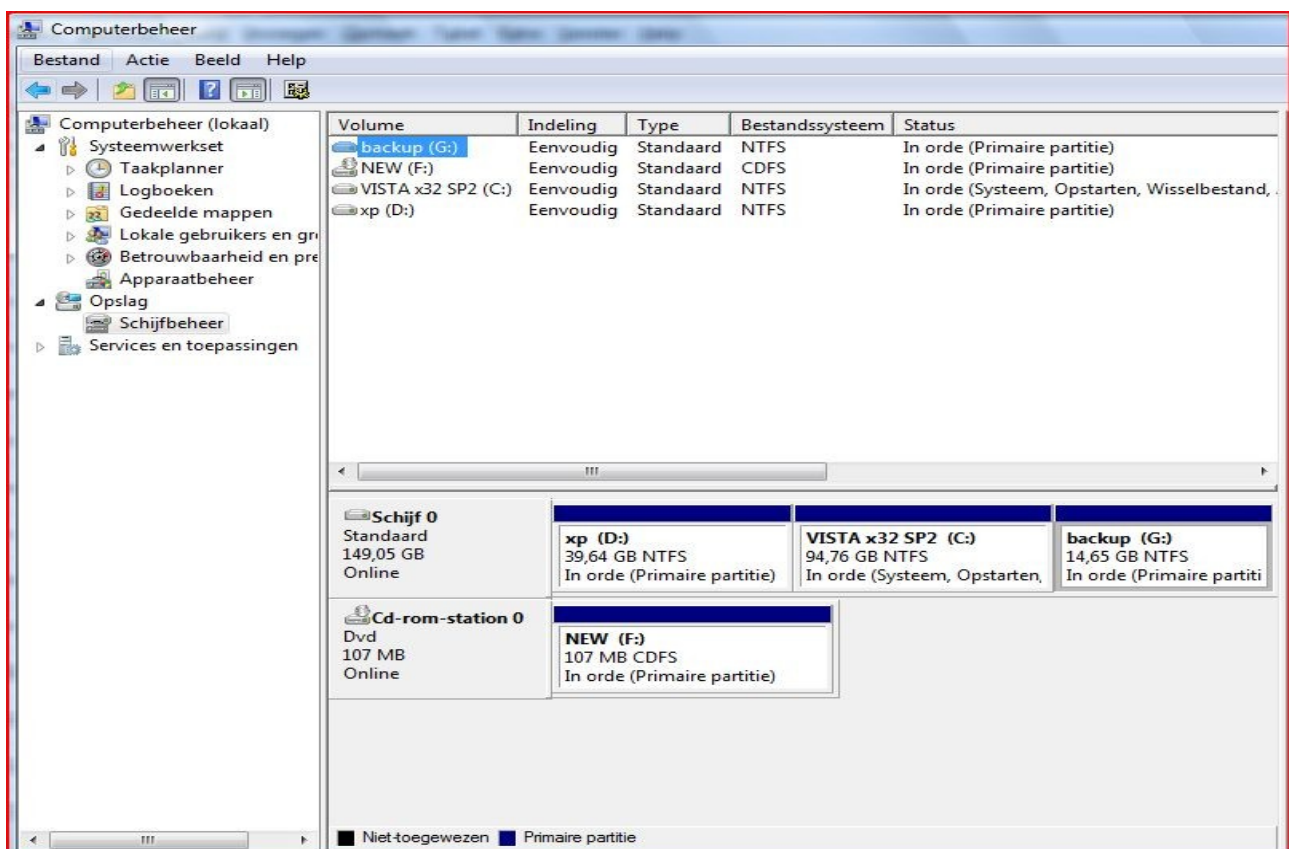 Computerbeheer
Bestand Actie Beeld Help
Computerbeheer (lokaal)
Systeemwerkset
Taakplanner
Logboeken
Gedeelde mappen
Lokale gebruikers en gr
Betrouwbaarheid en pre
Apparaatbeheer
Opslag
Schijfbeheer
Services en toepassingen
Volume Indeling Type Bestandssysteem Status
backup (G:) Eenvoudig Standaard NTFS In orde (Primaire partitie)
NEW (F:) Eenvoudig Standaard CDFS In orde (Primaire partitie)
VISTA x32 SP2 (C:) Eenvoudig Standaard NTFS In orde (Systeem, Opstarten, Wisselbestand, .
xp (D:) Eenvoudig Standaard NTFS In orde (Primaire partitie)
Schijf 0
Standaard
149,05 GB
Online
xp (D:)
39,64 GB NTFS
In orde (Primaire partitie)
VISTA x32 SP2 (C:)
94,76 GB NTFS
In orde (Systeem, Opstarten,
backup (G:)
14,65 GB NTFS
In orde (Primaire partiti
Cd-rom-station 0
Dvd
107 MB
Online
NEW (F:)
107 MB CDFS
In orde (Primaire partitie)
Niet-toegewezen Primaire partitie